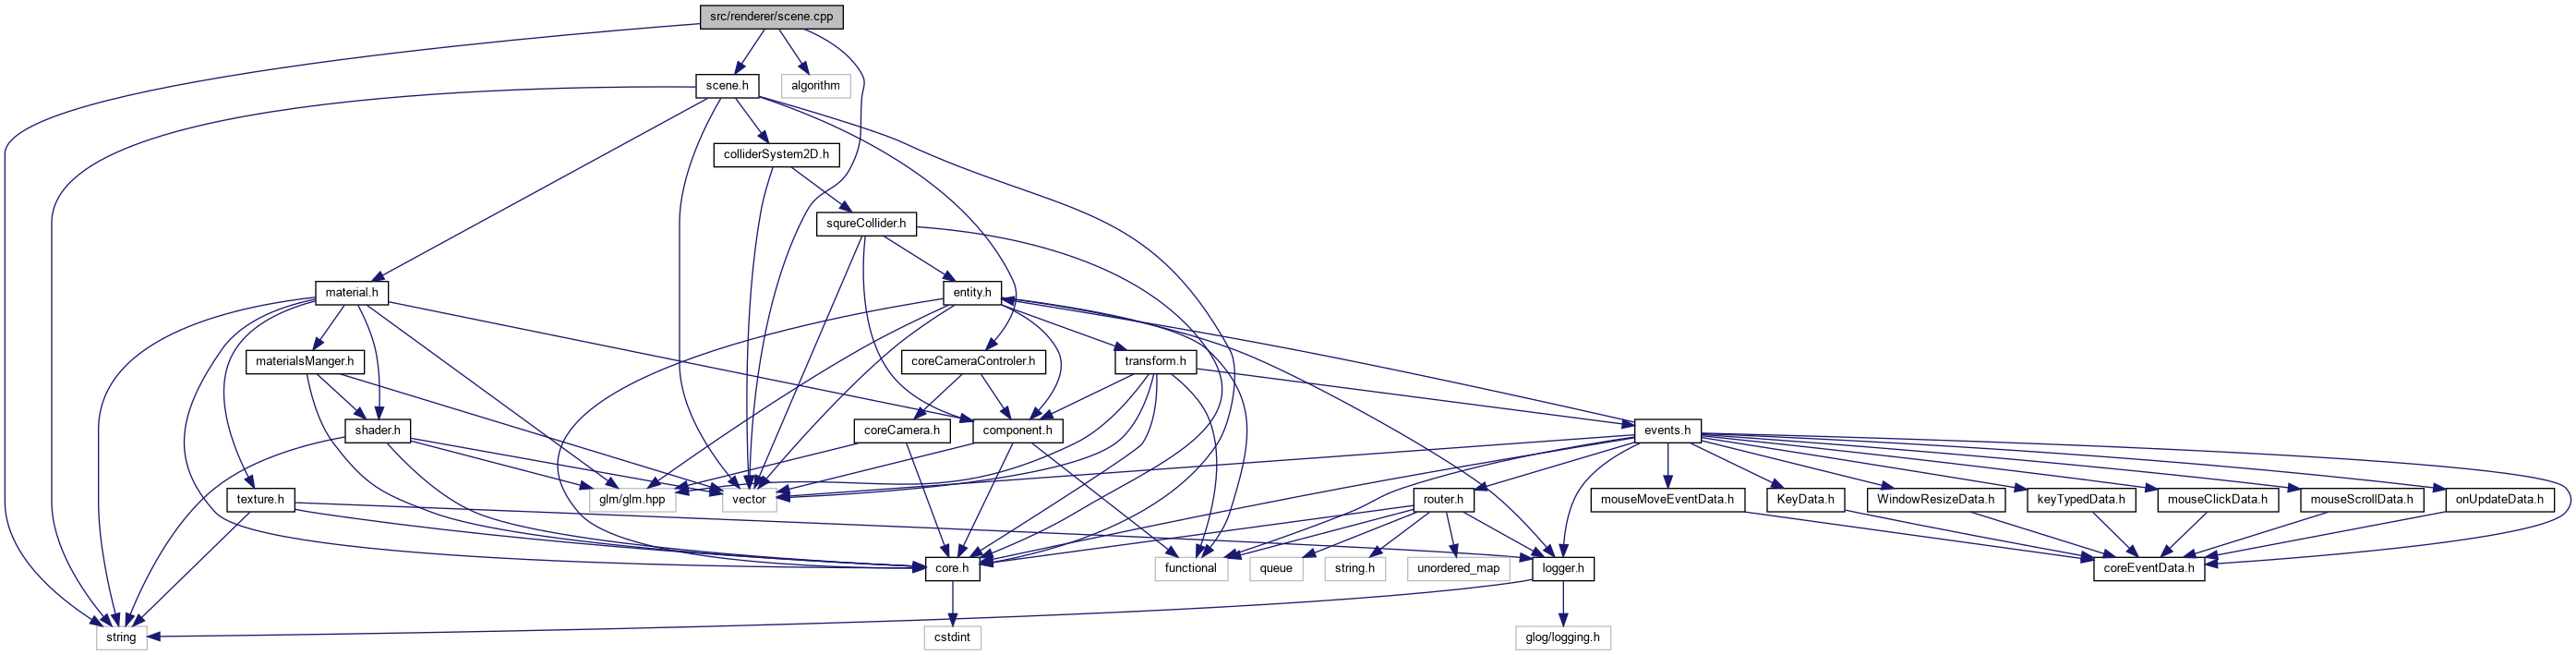 src/renderer/scene.cpp
scene.h
algorithm
colliderSystem2D.h
squreCollider.h
material.h
entity.h
materialsManger.h
coreCameraControler.h
transform.h
shader.h
coreCamera.h
component.h
events.h
texture.h
glm/glm.hpp
vector
router.h
mouseMoveEventData.h
KeyData.h
WindowResizeData.h
keyTypedData.h
mouseClickData.h
mouseScrollData.h
onUpdateData.h
core.h
functional
queue
string.h
unordered_map
logger.h
coreEventData.h
string
cstdint
glog/logging.h